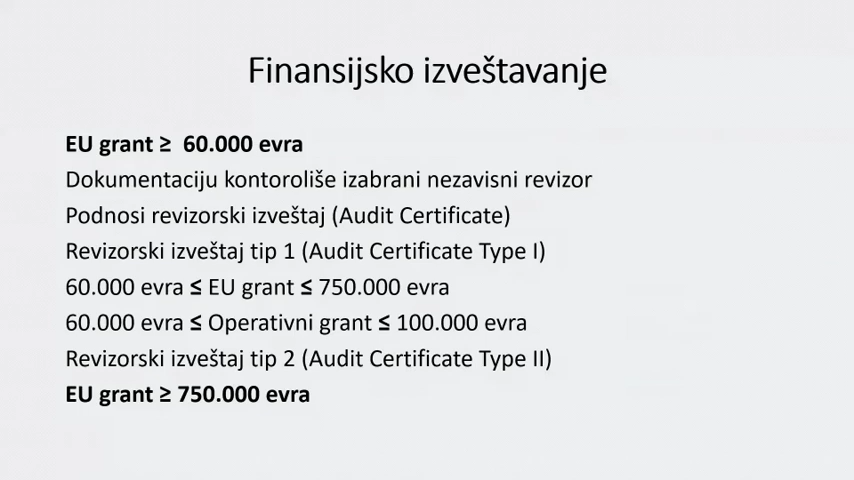 Finansijsko izveštavanje
EU grant ≥ 60.000 evra
Dokumentaciju kontoroliše izabrani nezavisni revizor
Podnosi revizorski izveštaj (Audit Certificate)
Revizorski izveštaj tip 1 (Audit Certificate Type I)
60.000 evra ≤ EU grant ≤ 750.000 evra
60.000 evra ≤ Operativni grant ≤ 100.000 evra
Revizorski izveštaj tip 2 (Audit Certificate Type II)
EU grant ≥ 750.000 evra